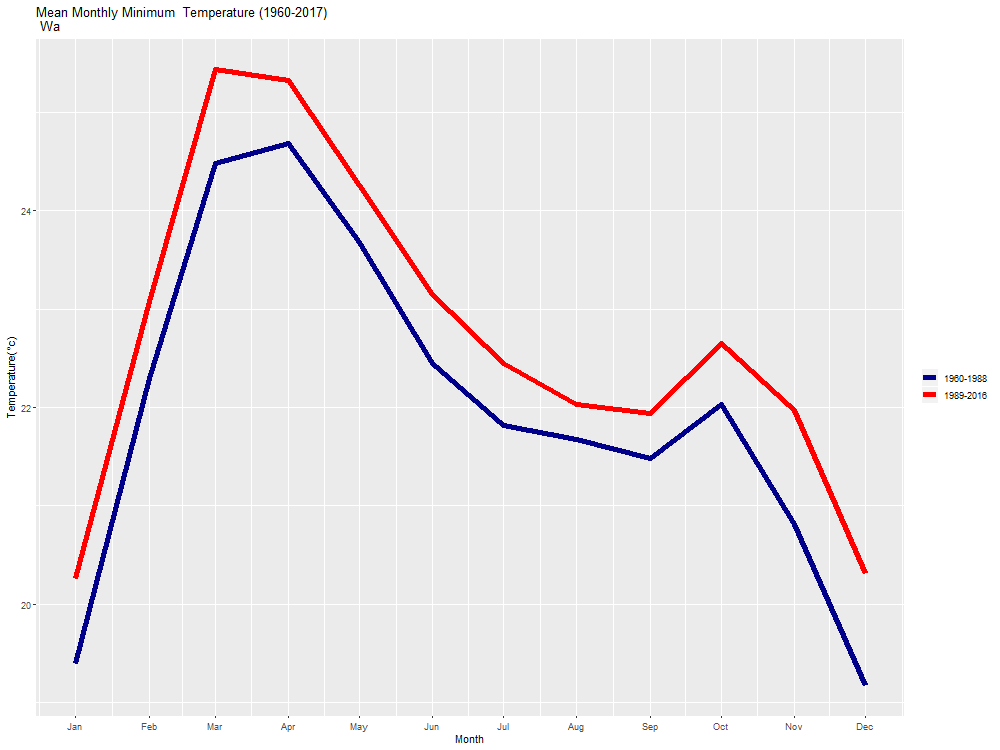 Mean Monthly Minimum  Temperature (1960-2017)
Wa
24
22
20
Temperature(°c)
Jan Feb Mar Apr May Jun Jul Aug Sep Oct Nov Dec
Month
1960-1988
1989-2016